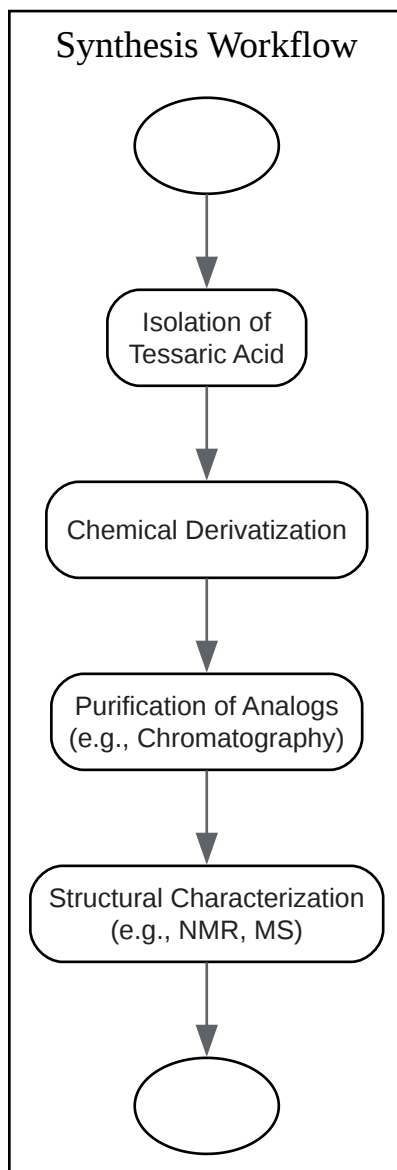 Synthesis Workflow
Isolation of
Tessaric Acid
Chemical Derivatization
Purification of Analogs
(e.g., Chromatography)
Structural Characterization
(e.g., NMR, MS)